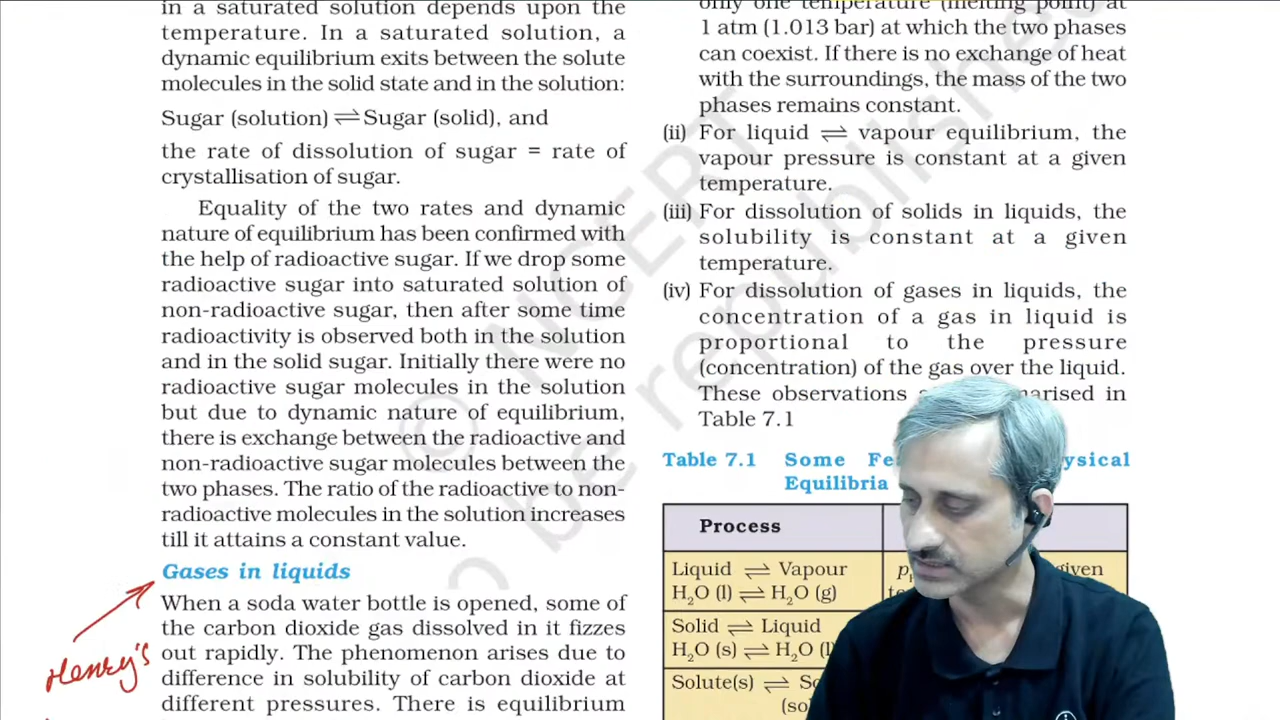 in a saturated solution depends upon the
temperature. In a saturated solution, a
dynamic equilibrium exits between the solute
molecules in the solid state and in the solution:
Sugar (solution) ⇌ Sugar (solid), and
the rate of dissolution of sugar = rate of
crystallisation of sugar.
Equality of the two rates and dynamic
nature of equilibrium has been confirmed with
the help of radioactive sugar. If we drop some
radioactive sugar into saturated solution of
non-radioactive sugar, then after some time
radioactivity is observed both in the solution
and in the solid sugar. Initially there were no
radioactive sugar molecules in the solution
but due to dynamic nature of equilibrium,
there is exchange between the radioactive and
non-radioactive sugar molecules between the
two phases. The ratio of the radioactive to non-
radioactive molecules in the solution increases
till it attains a constant value.
Gases in liquids
When a soda water bottle is opened, some of
the carbon dioxide gas dissolved in it fizzes
out rapidly. The phenomenon arises due to
difference in solubility of carbon dioxide at
different pressures. There is equilibrium
Henry's
only one temperature (melting point) at
1 atm (1.013 bar) at which the two phases
can coexist. If there is no exchange of heat
with the surroundings, the mass of the two
phases remains constant.
(ii) For liquid ⇌ vapour equilibrium, the
vapour pressure is constant at a given
temperature.
(iii) For dissolution of solids in liquids, the
solubility is constant at a given
temperature.
(iv) For dissolution of gases in liquids, the
concentration of a gas in liquid is
proportional to the pressure
(concentration) of the gas over the liquid.
These observations in
Table 7.1
Table 7.1 Some
Equilibria
Process
Liquid ⇌ Vapour
H₂O (l) ⇌ H₂O (g)
given
Solid ⇌ Liquid
H₂O (s) ⇌ H₂O (l)
Solute(s) ⇌
© NCERT
republished